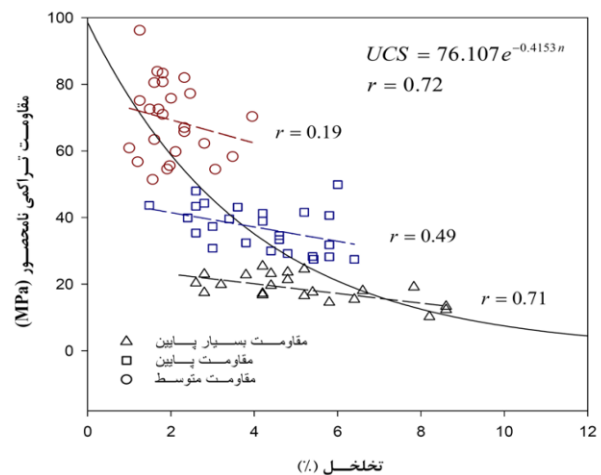 100
80
60
40
20
0
مقاومت تراکمی نامحصور (MPa)
UCS = 76.107e^{-0.4153n}
r = 0.72
r = 0.19
r = 0.49
r = 0.71
△ مقاومت بسیار پایین
□ مقاومت پایین
○ مقاومت متوسط
0 2 4 6 8 10 12
تخلخل (%)